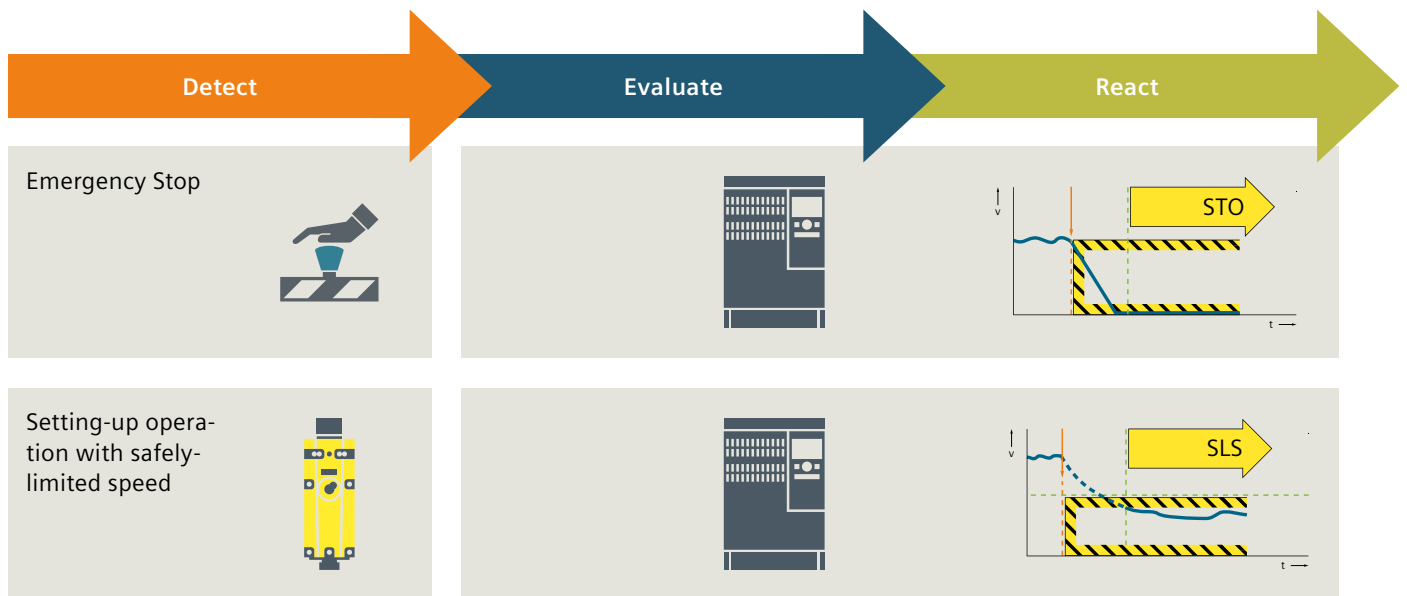 Detect
Evaluate
React
Emergency Stop
v
STO
t
Setting-up opera-
tion with safely-
limited speed
v
SLS
t